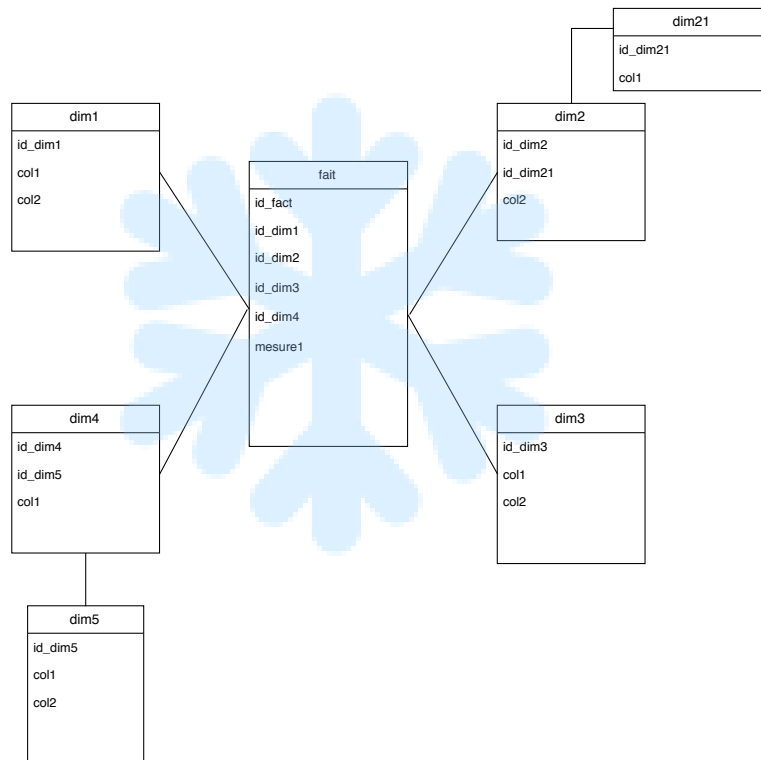 dim21
id_dim21
col1
dim1
id_dim1
col1
col2
fait
id_fact
id_dim1
id_dim2
id_dim3
id_dim4
mesure1
dim2
id_dim2
id_dim21
col2
dim4
id_dim4
id_dim5
col1
dim3
id_dim3
col1
col2
dim5
id_dim5
col1
col2